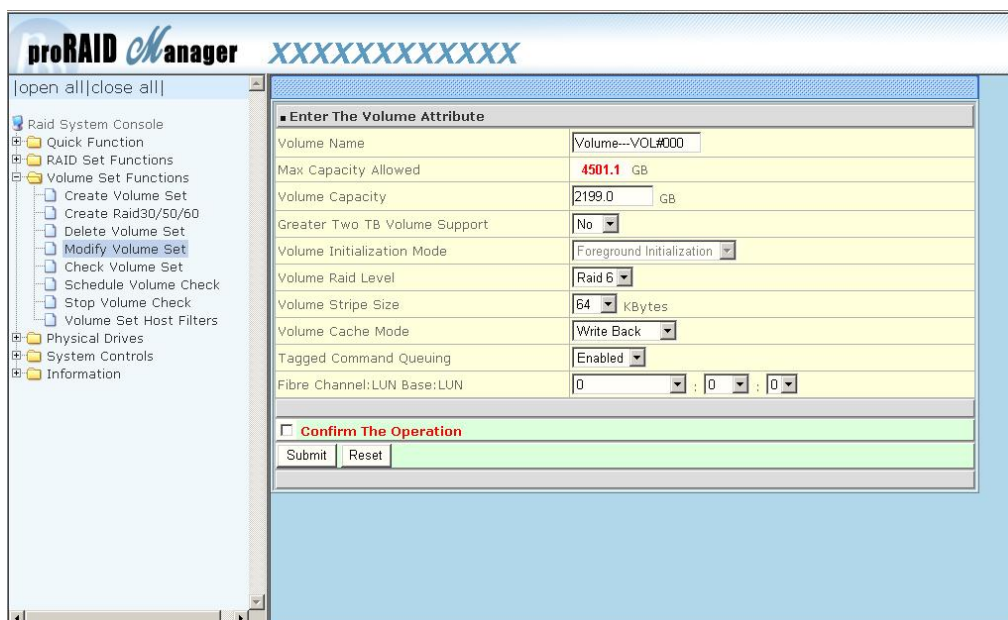 proRAID Manager XXXXXXXXXXXX
|open all|close all|
Raid System Console
Quick Function
RAID Set Functions
Volume Set Functions
Create Volume Set
Create Raid30/50/60
Delete Volume Set
Modify Volume Set
Check Volume Set
Schedule Volume Check
Stop Volume Check
Volume Set Host Filters
Physical Drives
System Controls
Information
Enter The Volume Attribute
Volume Name Volume---VOL#000
Max Capacity Allowed 4501.1 GB
Volume Capacity 2199.0 GB
Greater Two TB Volume Support No
Volume Initialization Mode Foreground Initialization
Volume Raid Level Raid 6
Volume Stripe Size 64 KBytes
Volume Cache Mode Write Back
Tagged Command Queuing Enabled
Fibre Channel:LUN Base:LUN 0 : 0 : 0
Confirm The Operation
Submit Reset